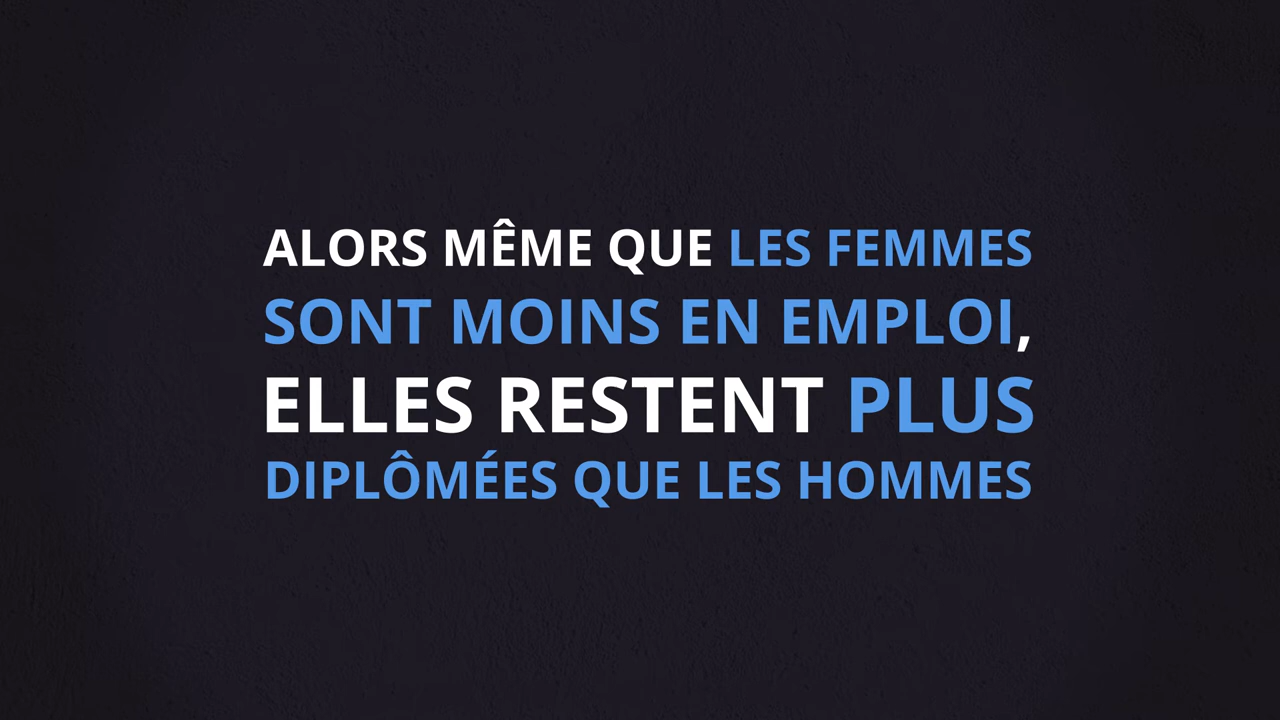 ALORS MÊME QUE LES FEMMES
SONT MOINS EN EMPLOI,
ELLES RESTENT PLUS
DIPLÔMÉES QUE LES HOMMES